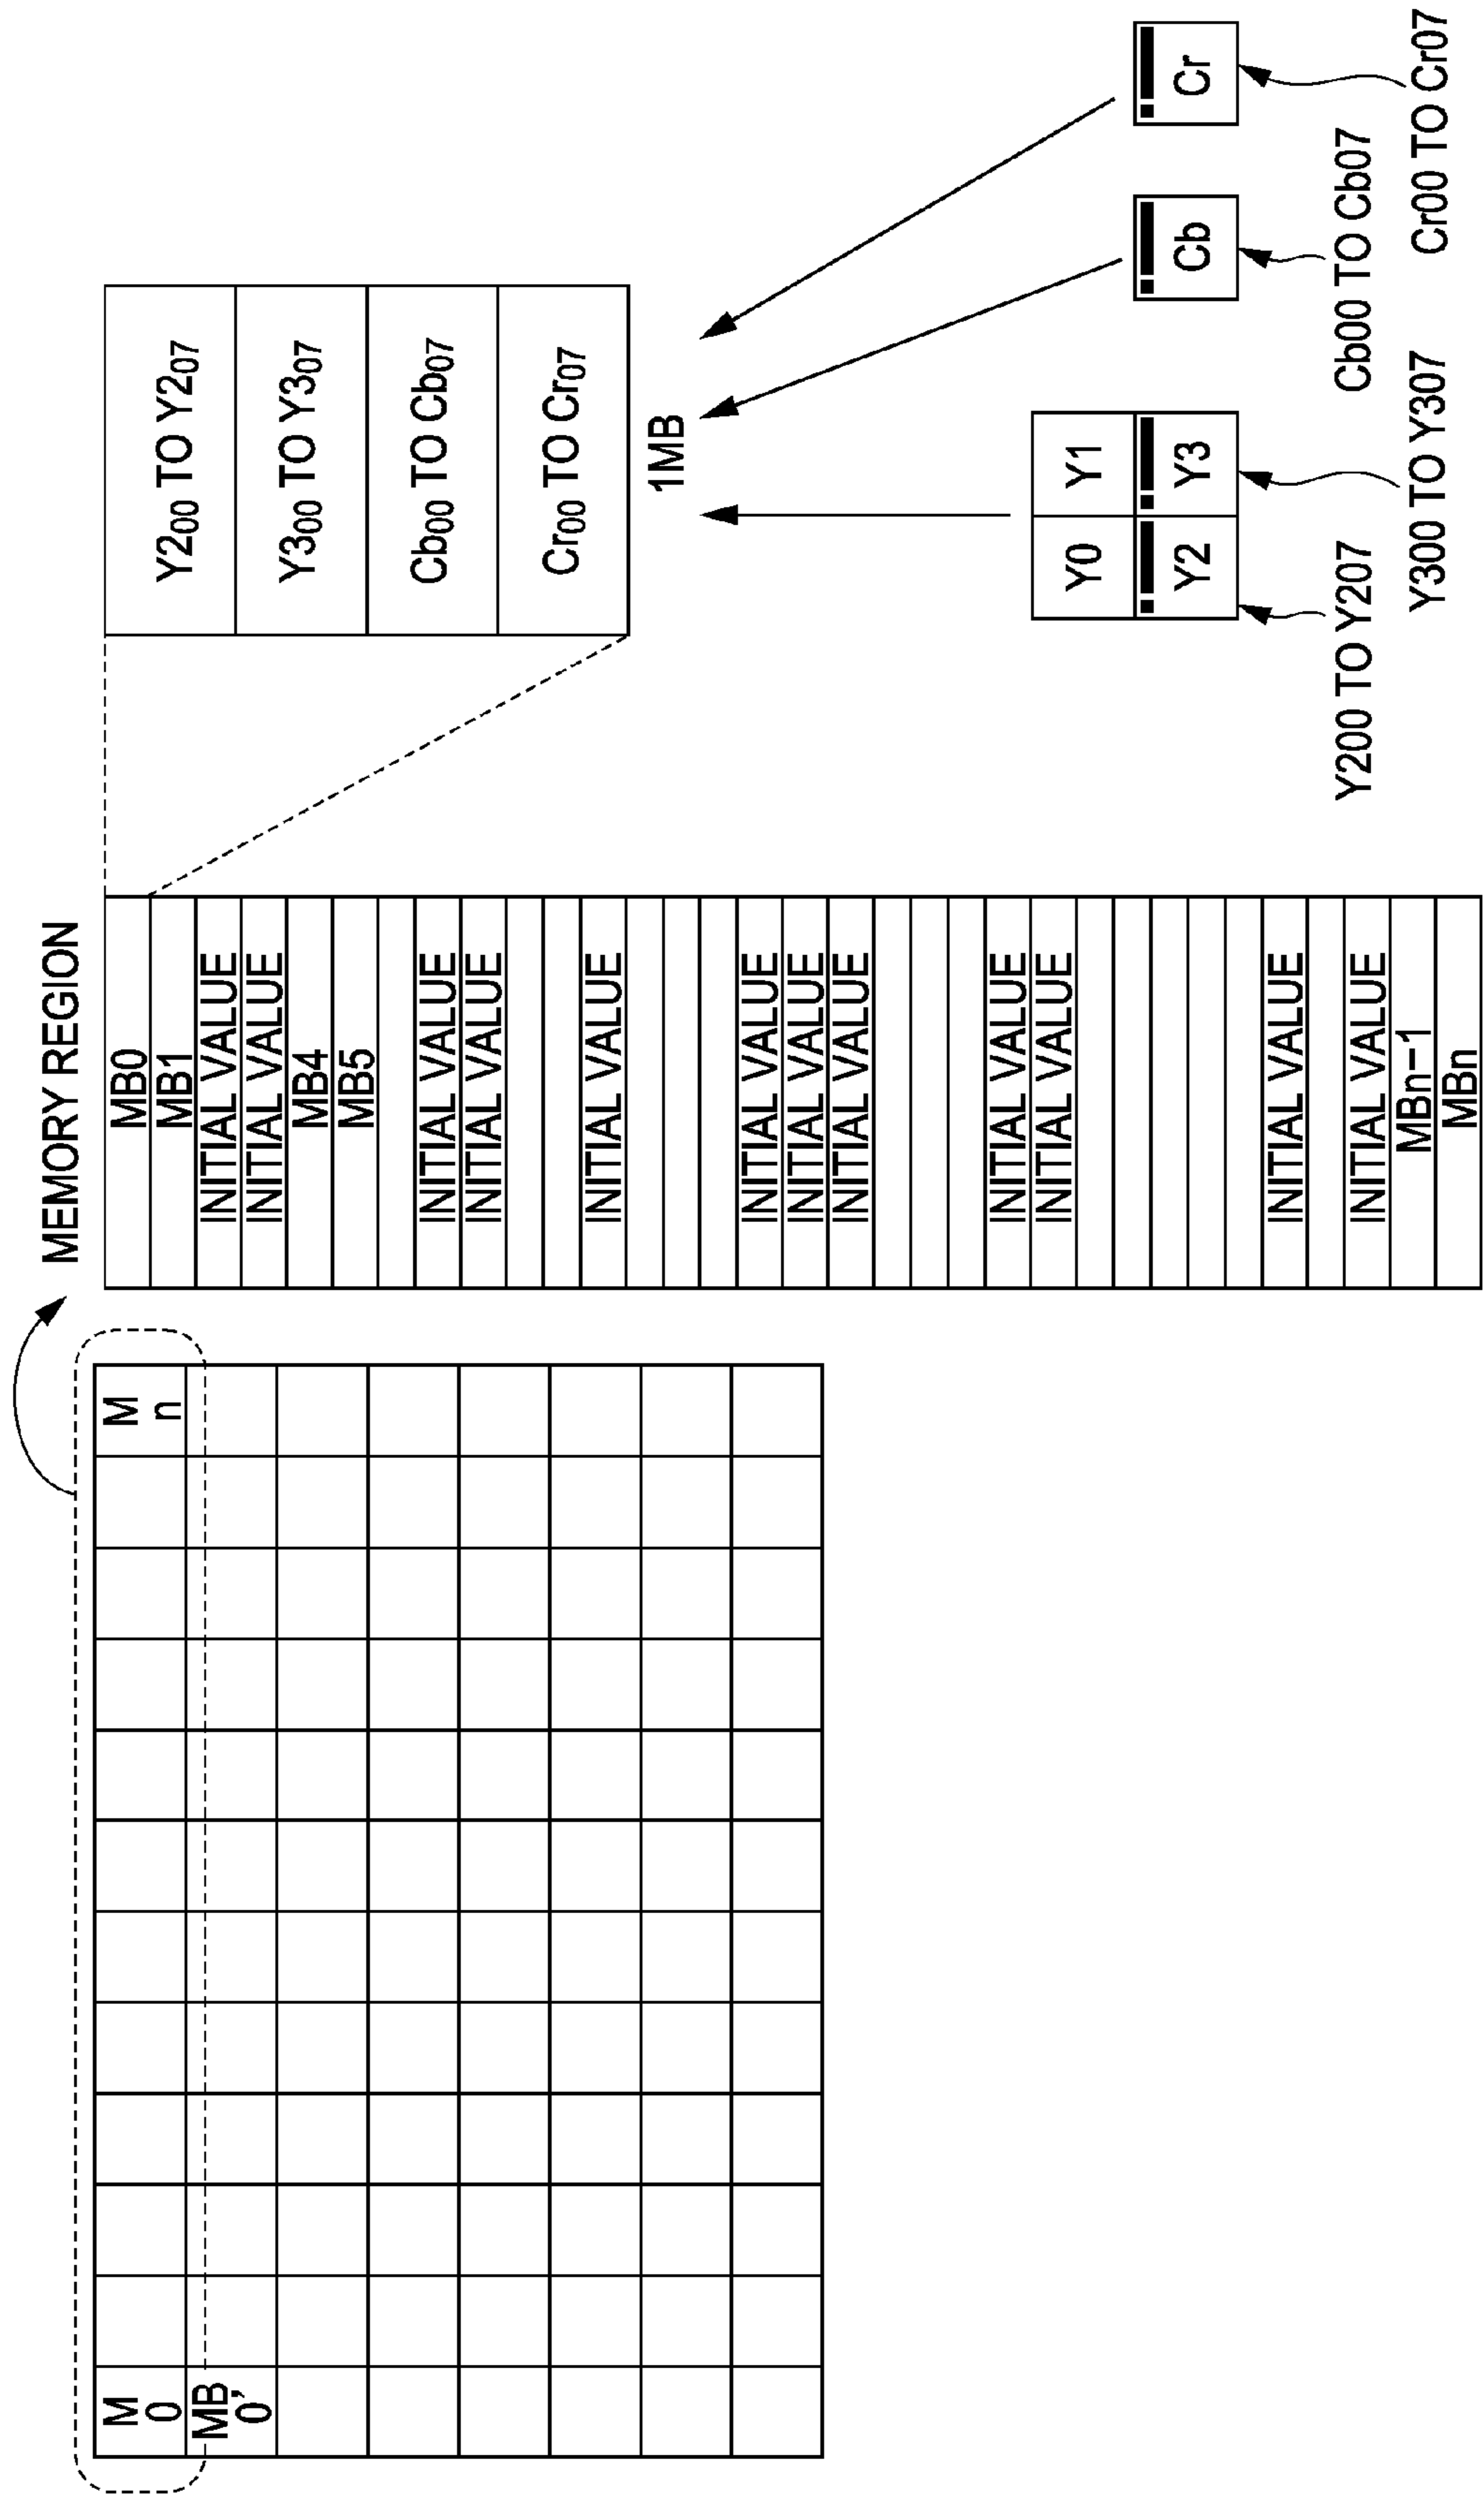 M
0
M
n
MB'
0
MEMORY REGION
MB0
MB1
INITIAL VALUE
INITIAL VALUE
MB4
MB5
INITIAL VALUE
INITIAL VALUE
INITIAL VALUE
INITIAL VALUE
INITIAL VALUE
INITIAL VALUE
INITIAL VALUE
INITIAL VALUE
INITIAL VALUE
INITIAL VALUE
MBn-1
MBn
Y200 TO Y207
Y300 TO Y307
Cb00 TO Cb07
Cr00 TO Cr07
1MB
Y0 Y1
Y2 Y3
Cb
Cr
Y200 TO Y207
Cb00 TO Cb07
Y300 TO Y307
Cr00 TO Cr07